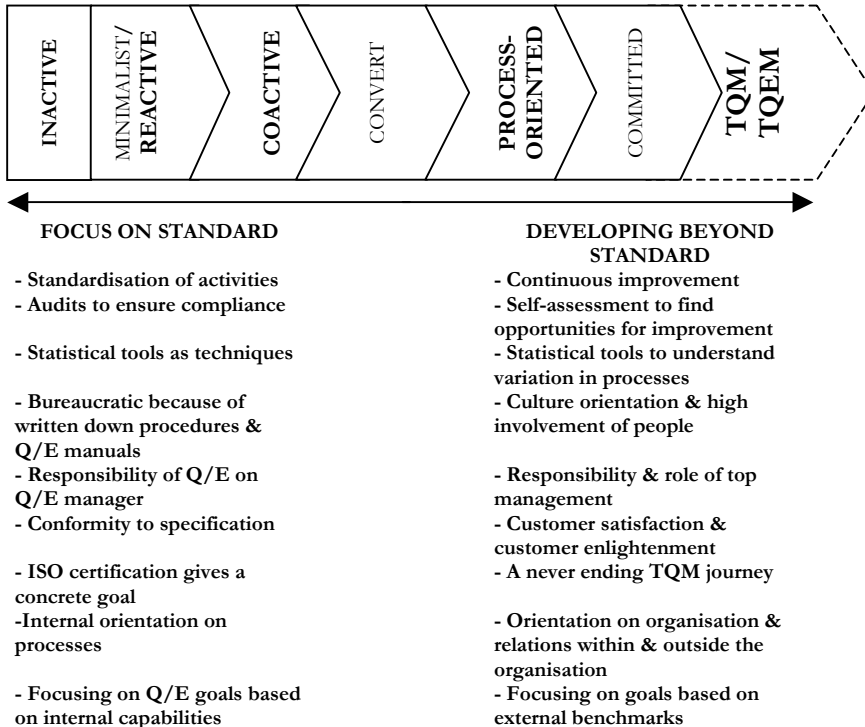 INACTIVE
MINIMALIST/
REACTIVE
COACTIVE
CONVERT
PROCESS-
ORIENTED
COMMITTED
TQM/
TQEM
FOCUS ON STANDARD
- Standardisation of activities
- Audits to ensure compliance
- Statistical tools as techniques
- Bureaucratic because of
written down procedures &
Q/E manuals
- Responsibility of Q/E on
Q/E manager
- Conformity to specification
- ISO certification gives a
concrete goal
-Internal orientation on
processes
- Focusing on Q/E goals based
on internal capabilities
DEVELOPING BEYOND
STANDARD
- Continuous improvement
- Self-assessment to find
opportunities for improvement
- Statistical tools to understand
variation in processes
- Culture orientation & high
involvement of people
- Responsibility & role of top
management
- Customer satisfaction &
customer enlightenment
- A never ending TQM journey
- Orientation on organisation &
relations within & outside the
organisation
- Focusing on goals based on
external benchmarks